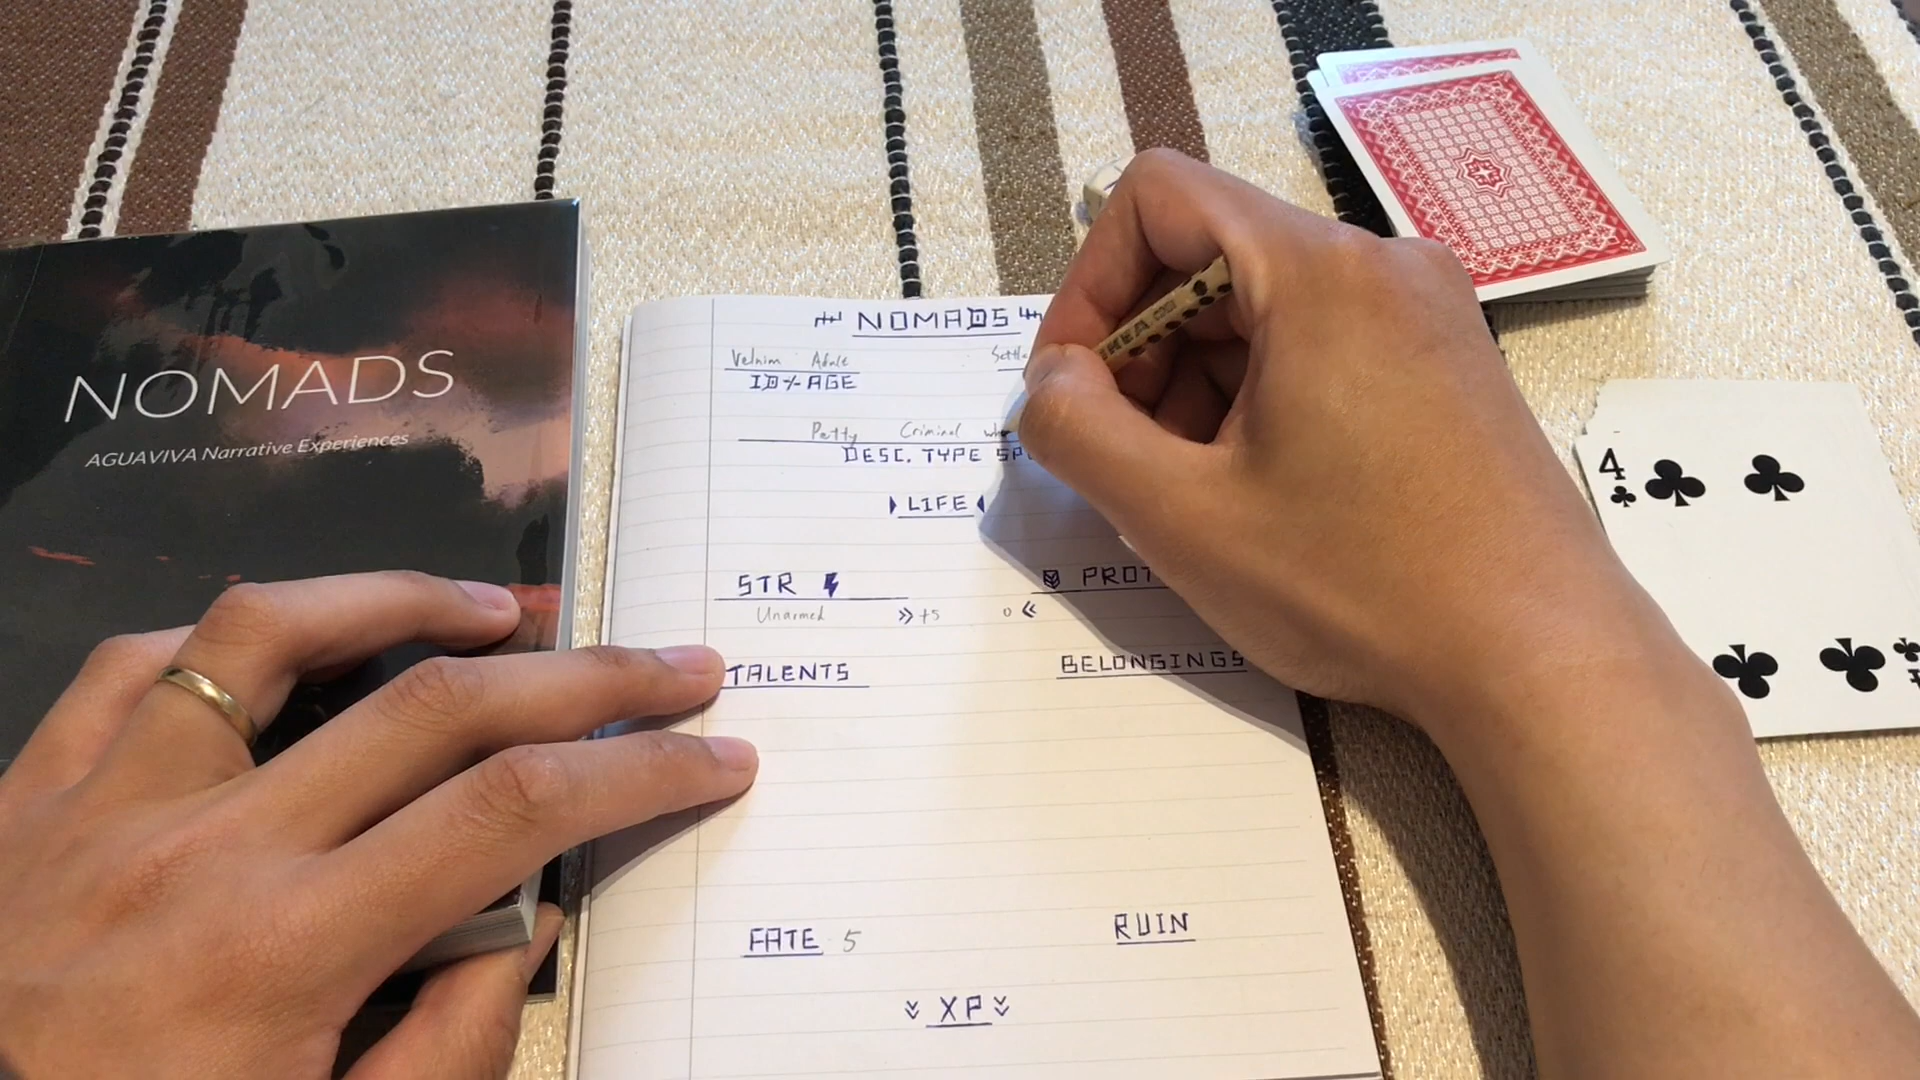 NOMADS
AGUAVIVA Narrative Experiences
NOMADS
Velnim Adult
ID AGE
Petty Criminal
DESC. TYPE
LIFE
STR
PROT
Unarmed +5 0
TALENTS
BELONGINGS
FATE 5
RUIN
XP
IKEA
4